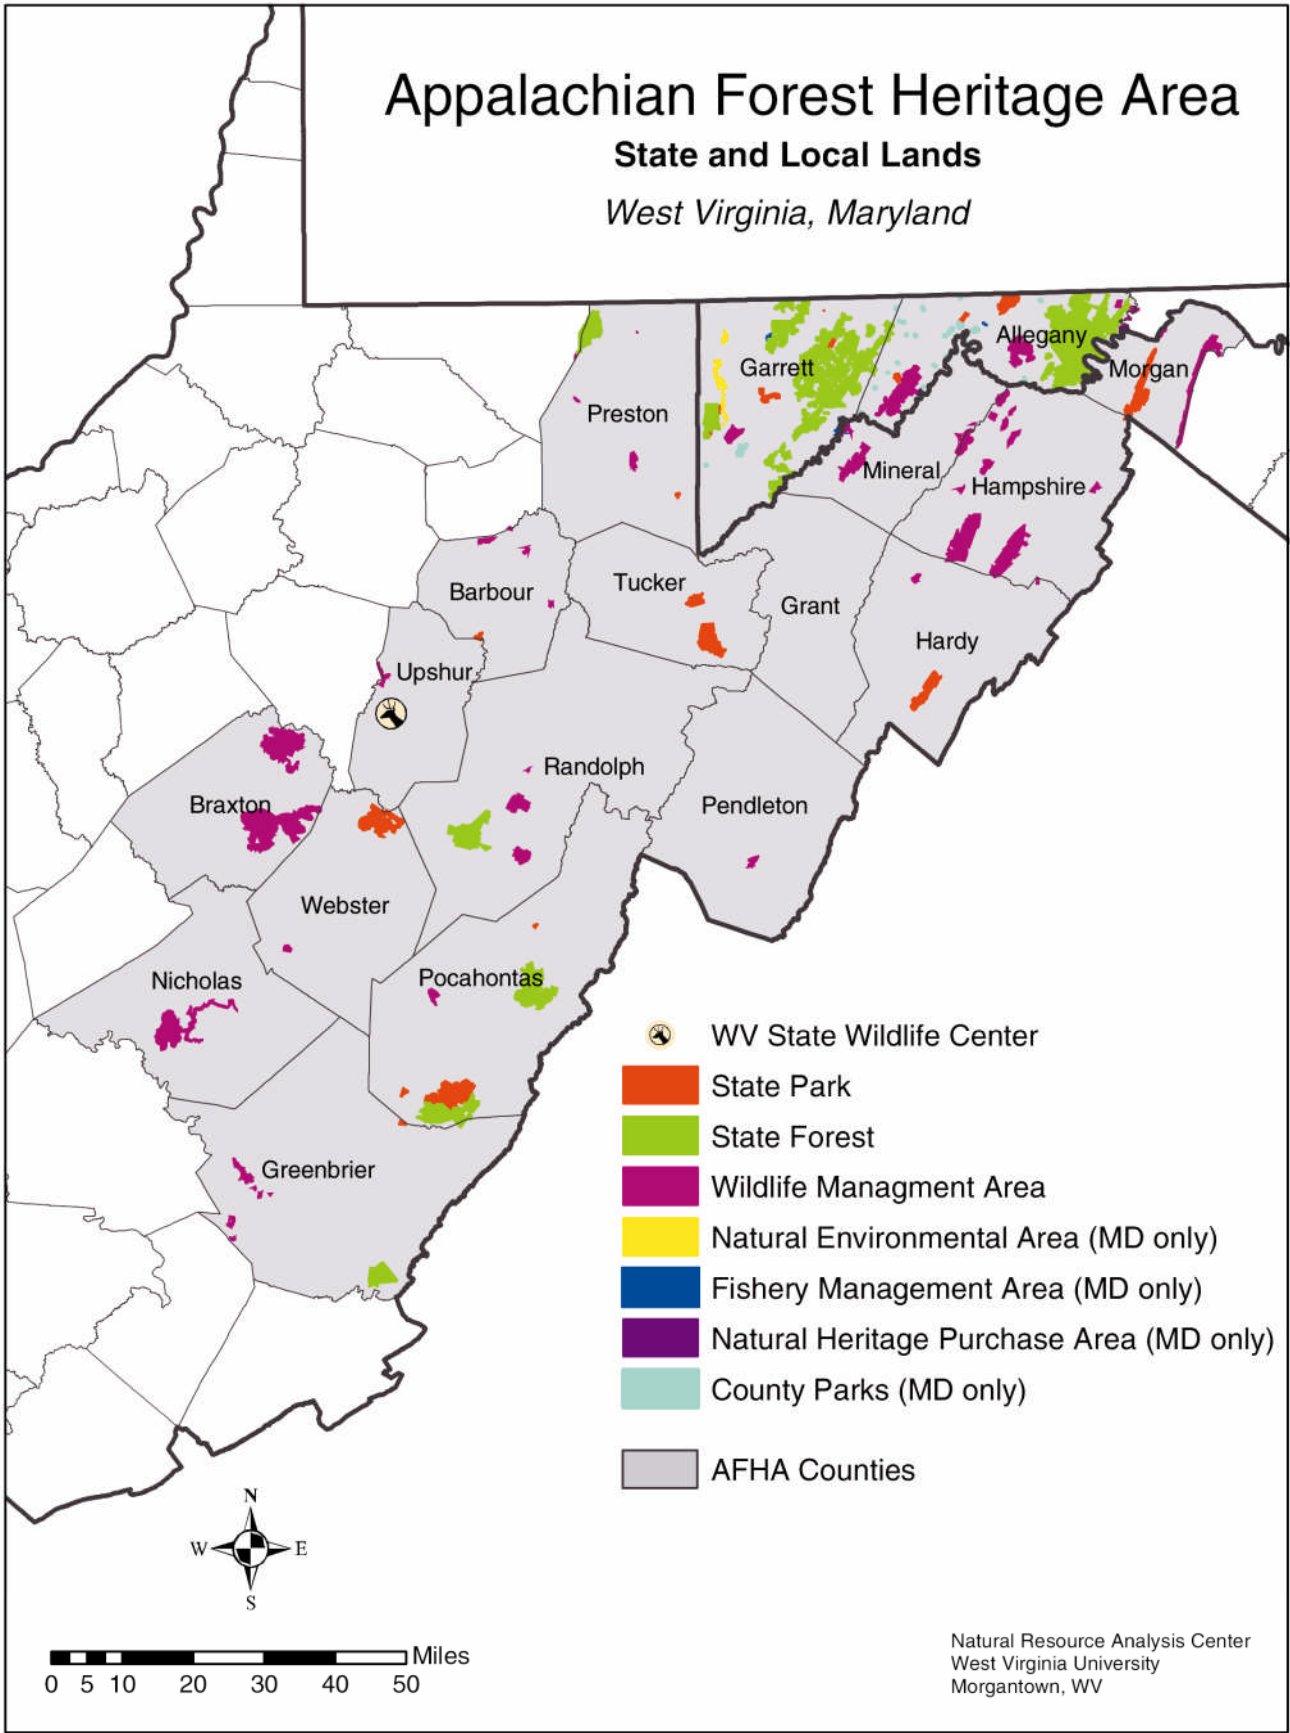 Appalachian Forest Heritage Area
State and Local Lands
West Virginia, Maryland
Allegany
Garrett
Morgan
Preston
Mineral
Hampshire
Tucker
Barbour
Grant
Hardy
Upshur
Randolph
Braxton
Pendleton
Webster
Pocahontas
Nicholas
WV State Wildlife Center
State Park
State Forest
Greenbrier
Wildlife Managment Area
Natural Environmental Area (MD only)
Fishery Management Area (MD only)
Natural Heritage Purchase Area (MD only)
County Parks (MD only)
AFHA Counties
N
W E
S
Miles
0 5 10 20 30 40 50
Natural Resource Analysis Center
West Virginia University
Morgantown, WV